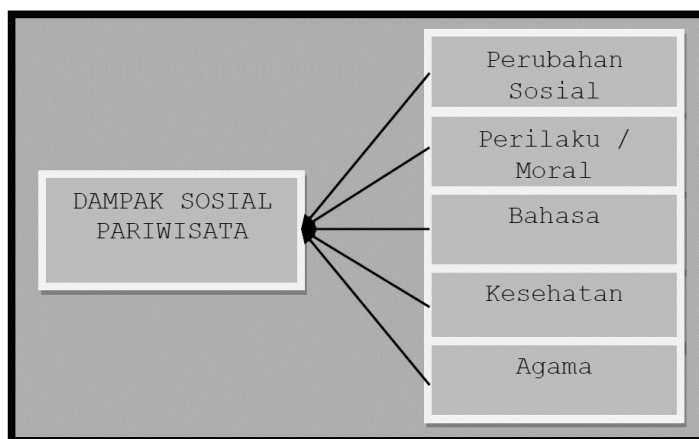 DAMPAK SOSIAL
PARIWISATA
Perubahan
Sosial
Perilaku /
Moral
Bahasa
Kesehatan
Agama